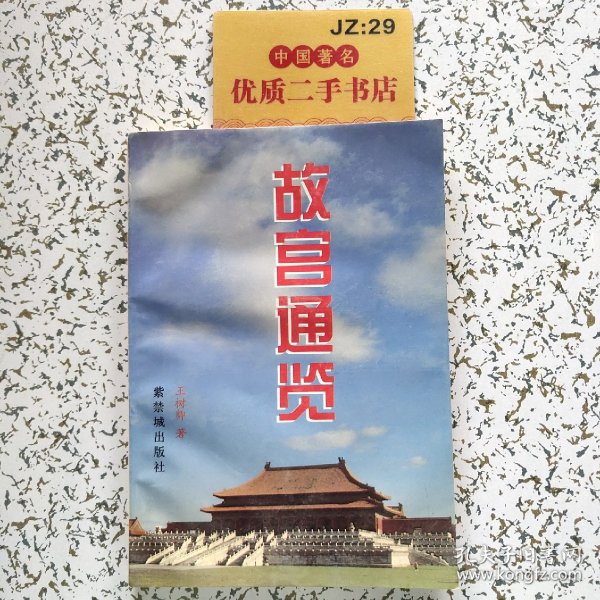 JZ:29
中国著名
优质二手书店
故宫通览
王树
著
紫禁城出版社
孔夫子旧书网
www.kongfz.com